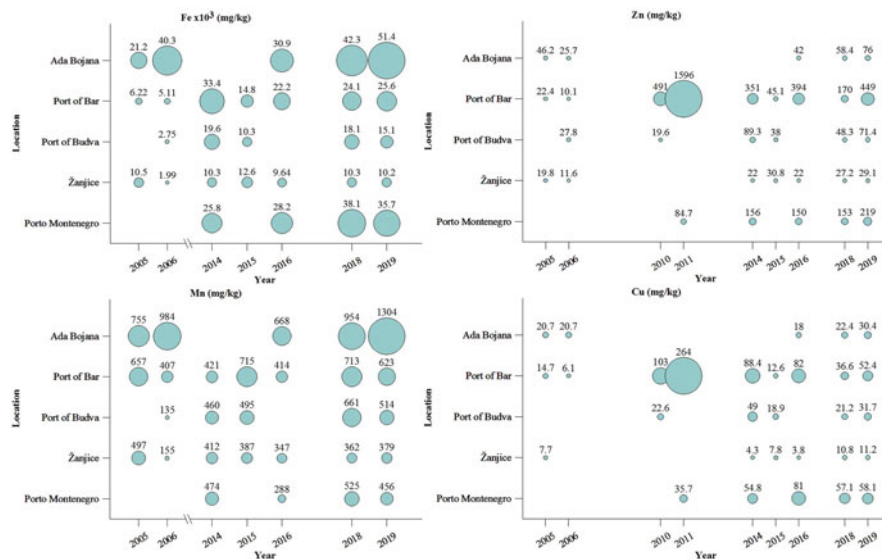 Fe x10³ (mg/kg)
21.2 40.3 30.9 42.3 51.4
Ada Bojana
6.22 5.11 33.4 14.8 22.2 24.1 25.6
Port of Bar
2.75 19.6 10.3 18.1 15.1
Port of Budva
10.5 1.99 10.3 12.6 9.64 10.3 10.2
Žanjice
25.8 28.2 38.1 35.7
Porto Montenegro
Location
2005 2006 2014 2015 2016 2018 2019
Year
Zn (mg/kg)
46.2 25.7 42 58.4 76
Ada Bojana
22.4 10.1 491 1596 351 45.1 394 170 449
Port of Bar
27.8 19.6 89.3 38 48.3 71.4
Port of Budva
19.8 11.6 22 30.8 22 27.2 29.1
Žanjice
84.7 156 150 153 219
Porto Montenegro
Location
2005 2006 2010 2011 2014 2015 2016 2018 2019
Year
Mn (mg/kg)
755 984 668 954 1304
Ada Bojana
657 407 421 715 414 713 623
Port of Bar
135 460 495 661 514
Port of Budva
497 155 412 387 347 362 379
Žanjice
474 288 525 456
Porto Montenegro
Location
2005 2006 2014 2015 2016 2018 2019
Year
Cu (mg/kg)
20.7 20.7 18 22.4 30.4
Ada Bojana
14.7 6.1 103 264 88.4 12.6 82 36.6 52.4
Port of Bar
22.6 49 18.9 21.2 31.7
Port of Budva
7.7 4.3 7.8 3.8 10.8 11.2
Žanjice
35.7 54.8 81 57.1 58.1
Porto Montenegro
Location
2005 2006 2010 2011 2014 2015 2016 2018 2019
Year